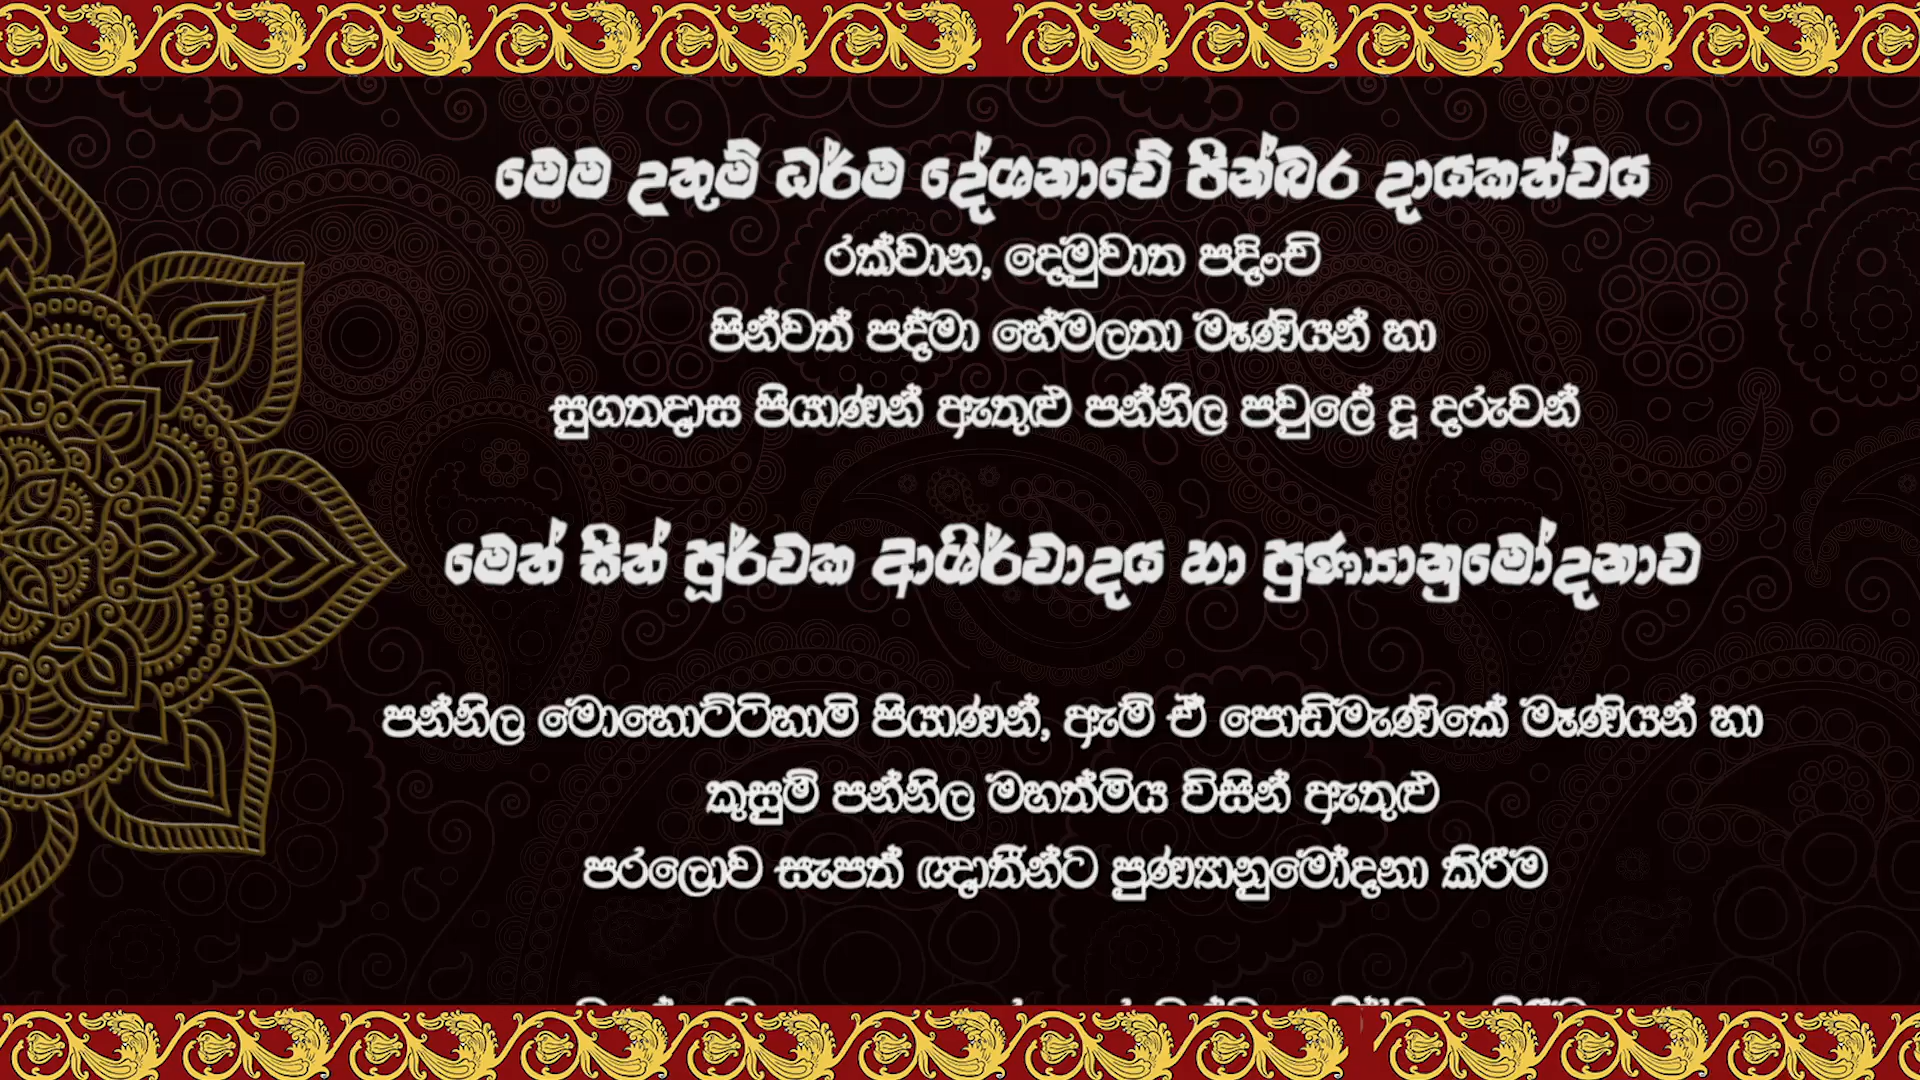 මෙම උතුම් ධර්ම දේශනාවේ පින්බර දායකත්වය
රක්වාන, දෙමුවාත පදිංචි
පින්වත් පද්මා හේමලතා මෑණියන් හා
සුගතදාස පියාණන් ඇතුළු පන්නිල පවුලේ දූ දරුවන්
මෙත් සිත් පූර්වක ආශිර්වාදය හා පුණ්‍යානුමෝදනාව
පන්නිල මොහොට්ටිහාමි පියාණන්, ඇම් ඒ පොඩිමැණිකේ මෑණියන් හා
කුසුම් පන්නිල මහත්මිය විසින් ඇතුළු
පරලොව සැපත් ඥාතීන්ට පුණ්‍යානුමෝදනා කිරීම